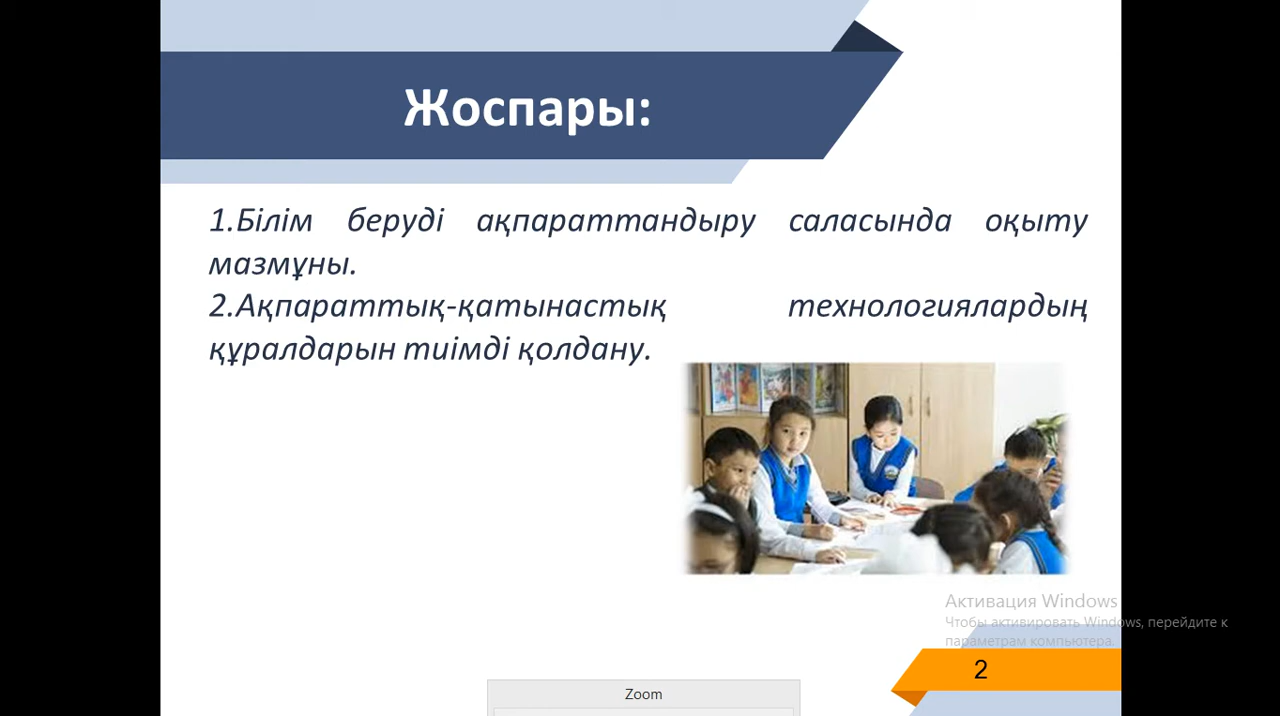 Жоспары:
1.Білім беруді ақпараттандыру саласында оқыту
мазмұны.
2.Ақпараттық-қатынастық технологиялардың
құралдарын тиімді қолдану.
Активация Windows
Чтобы активировать Windows, перейдите к
параметрам компьютера.
2
Zoom